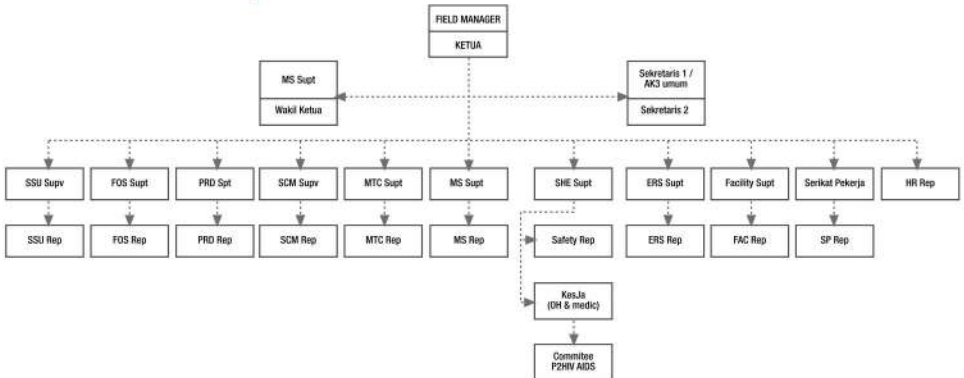 FIELD MANAGER
KETUA
MS Supt
Wakil Ketua
Sekretaris 1 /
AK3 umum
Sekretaris 2
SSU Supv
FOS Supt
PRD Spt
SCM Supv
MTC Supt
MS Supt
SHE Supt
ERS Supt
Facility Supt
Serikat Pekerja
HR Rep
SSU Rep
FOS Rep
PRD Rep
SCM Rep
MTC Rep
MS Rep
Safety Rep
ERS Rep
FAC Rep
SP Rep
KesJa
(OH & medic)
Commitee
P2HIV AIDS